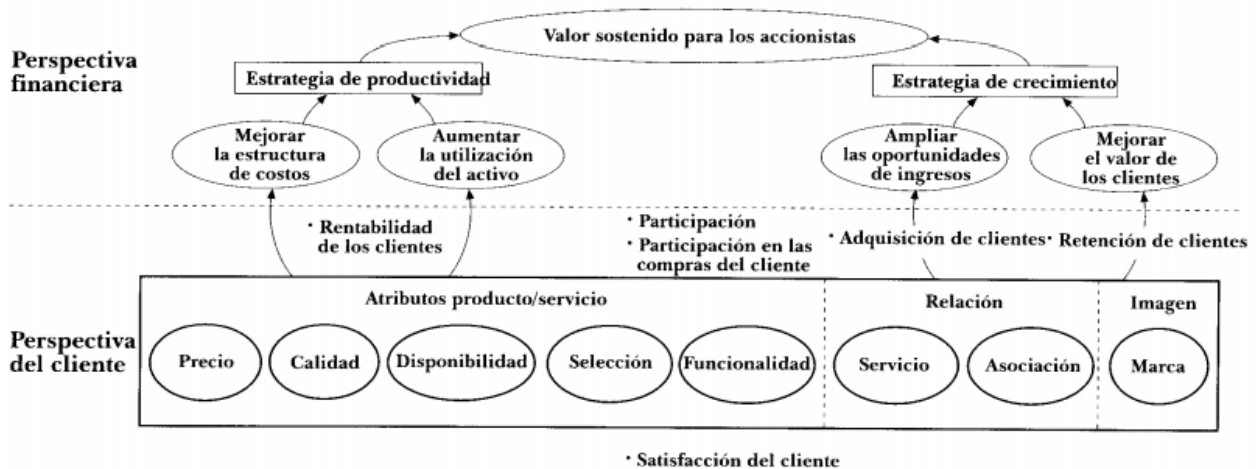 Valor sostenido para los accionistas
Perspectiva
financiera
Estrategia de productividad
Estrategia de crecimiento
Mejorar
la estructura
de costos
Aumentar
la utilización
del activo
Ampliar
las oportunidades
de ingresos
Mejorar
el valor de
los clientes
· Rentabilidad
de los clientes
· Participación
· Participación en las
compras del cliente
· Adquisición de clientes
· Retención de clientes
Perspectiva
del cliente
Atributos producto/servicio
Relación
Imagen
Precio
Calidad
Disponibilidad
Selección
Funcionalidad
Servicio
Asociación
Marca
· Satisfacción del cliente